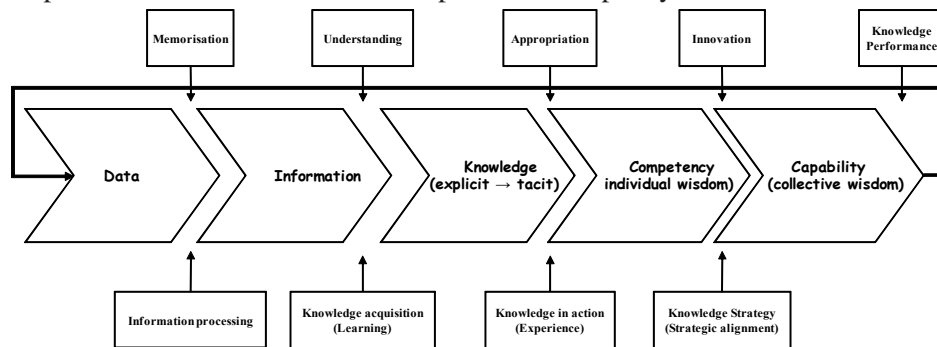 Memorisation
Understanding
Appropriation
Innovation
Knowledge
Performance
Data
Information
Knowledge
(explicit → tacit)
Competency
individual wisdom)
Capability
(collective wisdom)
Information processing
Knowledge acquisition
(Learning)
Knowledge in action
(Experience)
Knowledge Strategy
(Strategic alignment)